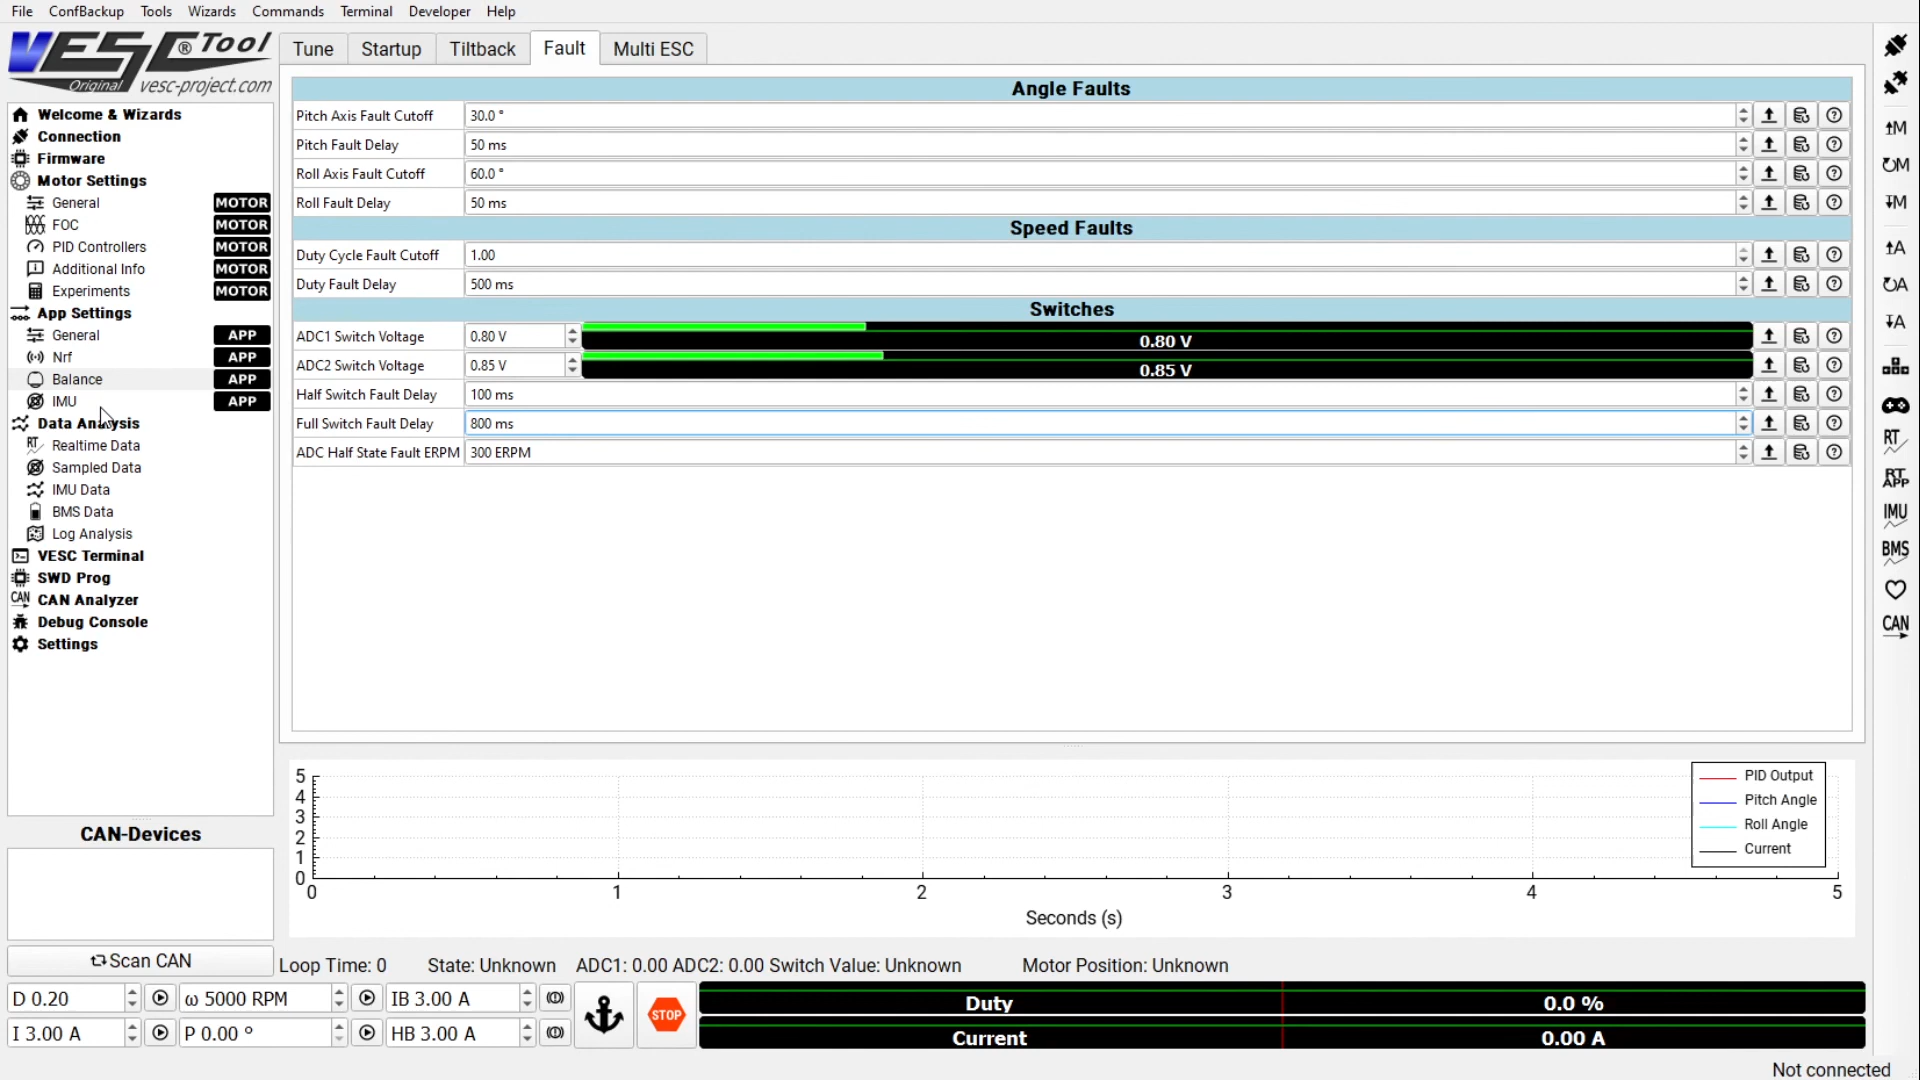 File ConfBackup Tools Wizards Commands Terminal Developer Help
VESC® Tool
Original vesc-project.com
Tune Startup Tiltback Fault Multi ESC
Welcome & Wizards
Connection
Firmware
Motor Settings
General MOTOR
FOC MOTOR
PID Controllers MOTOR
Additional Info MOTOR
Experiments MOTOR
App Settings
General APP
Nrf APP
Balance APP
IMU APP
Data Analysis
RT Realtime Data
Sampled Data
IMU Data
BMS Data
Log Analysis
VESC Terminal
SWD Prog
CAN CAN Analyzer
Debug Console
Settings
CAN-Devices
Scan CAN
Angle Faults
Pitch Axis Fault Cutoff 30.0 °
Pitch Fault Delay 50 ms
Roll Axis Fault Cutoff 60.0 °
Roll Fault Delay 50 ms
Speed Faults
Duty Cycle Fault Cutoff 1.00
Duty Fault Delay 500 ms
Switches
ADC1 Switch Voltage 0.80 V 0.80 V
ADC2 Switch Voltage 0.85 V 0.85 V
Half Switch Fault Delay 100 ms
Full Switch Fault Delay 800 ms
ADC Half State Fault ERPM 300 ERPM
5
4
3
2
1
0
0 1 2 3 4 5
Seconds (s)
PID Output
Pitch Angle
Roll Angle
Current
Loop Time: 0 State: Unknown ADC1: 0.00 ADC2: 0.00 Switch Value: Unknown Motor Position: Unknown
D 0.20 ω 5000 RPM IB 3.00 A
I 3.00 A P 0.00 ° HB 3.00 A
STOP
Duty 0.0 %
Current 0.00 A
Not connected
M
M
M
A
A
A
RT
RT APP
IMU
BMS
CAN